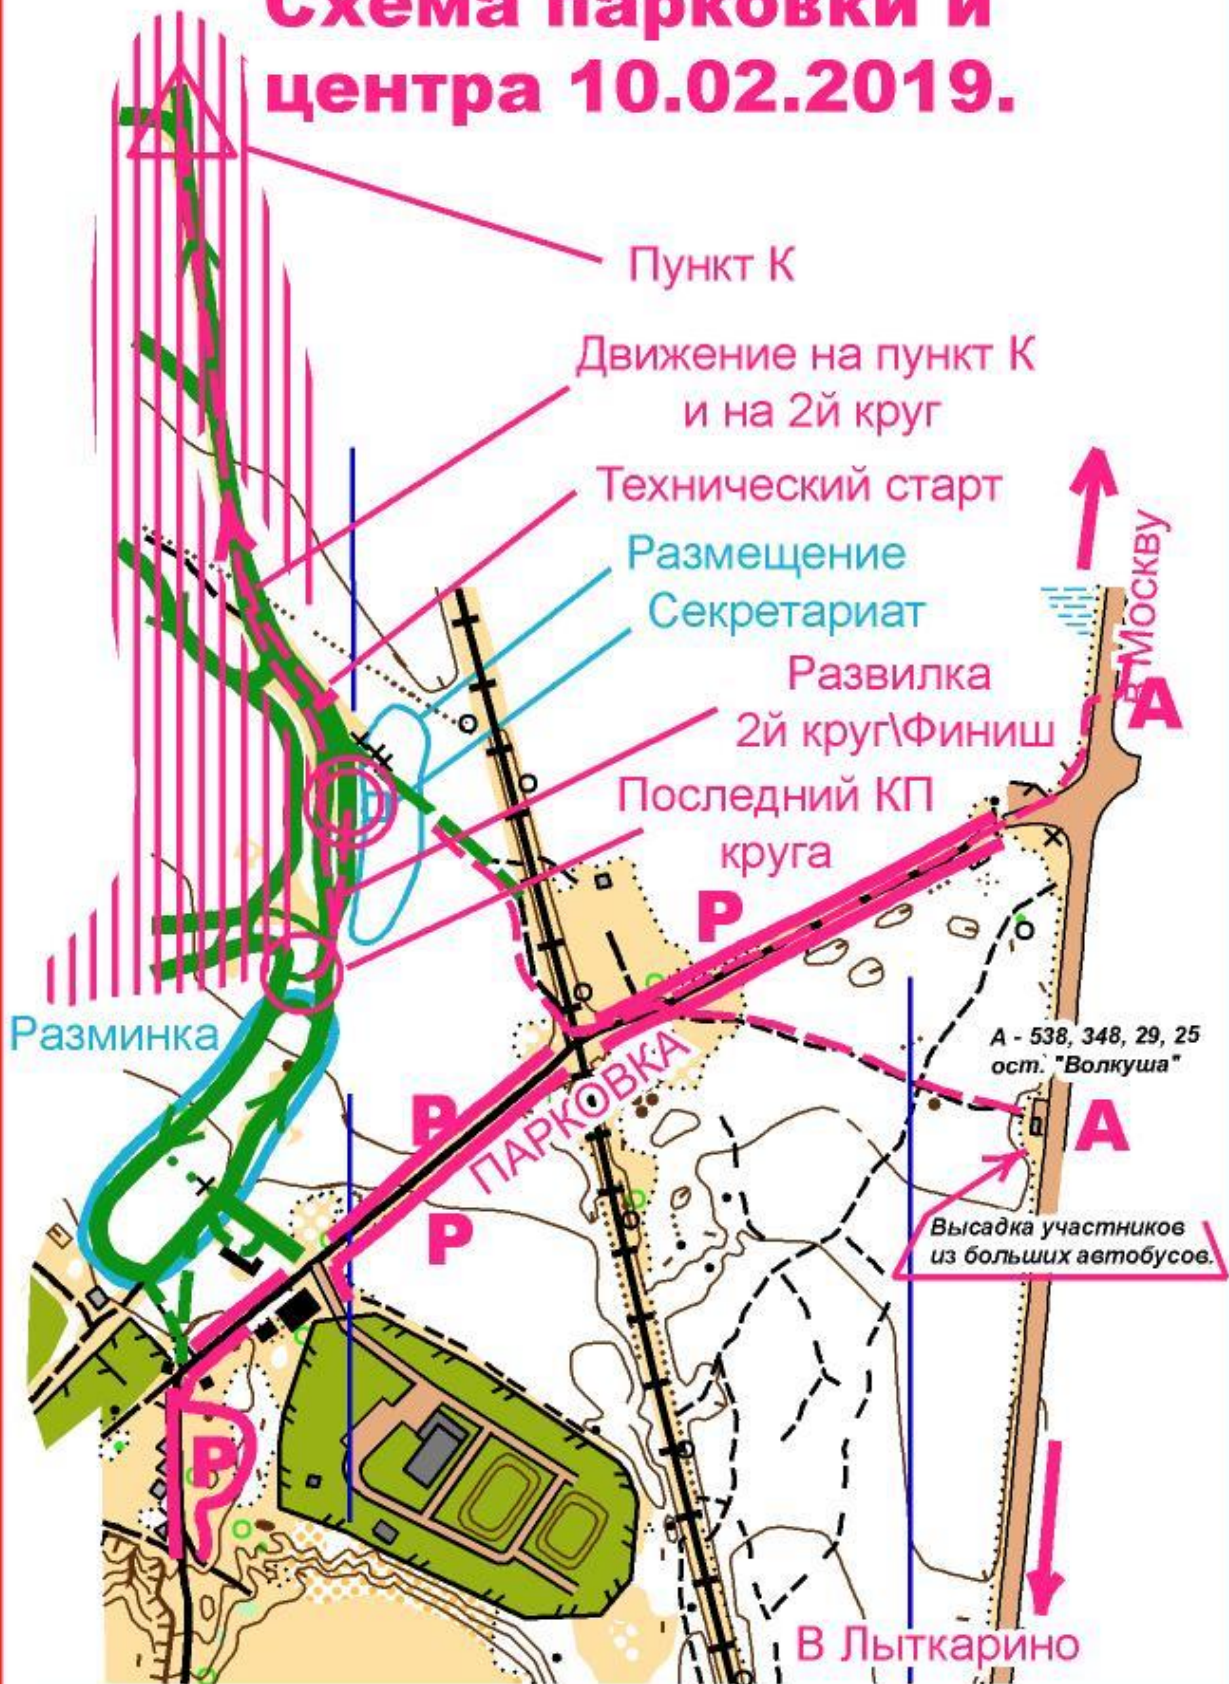 Схема парковки и
центра 10.02.2019.
Пункт К
Движение на пункт К
и на 2й круг
Технический старт
Размещение
Секретариат
В Москву
Развилка
2й круг\Финиш
А
Последний КП
круга
Р
Разминка
А - 538, 348, 29, 25
ост. "Волкуша"
ПАРКОВКА
Р
А
Р
Высадка участников
из больших автобусов.
Р
В Лыткарино